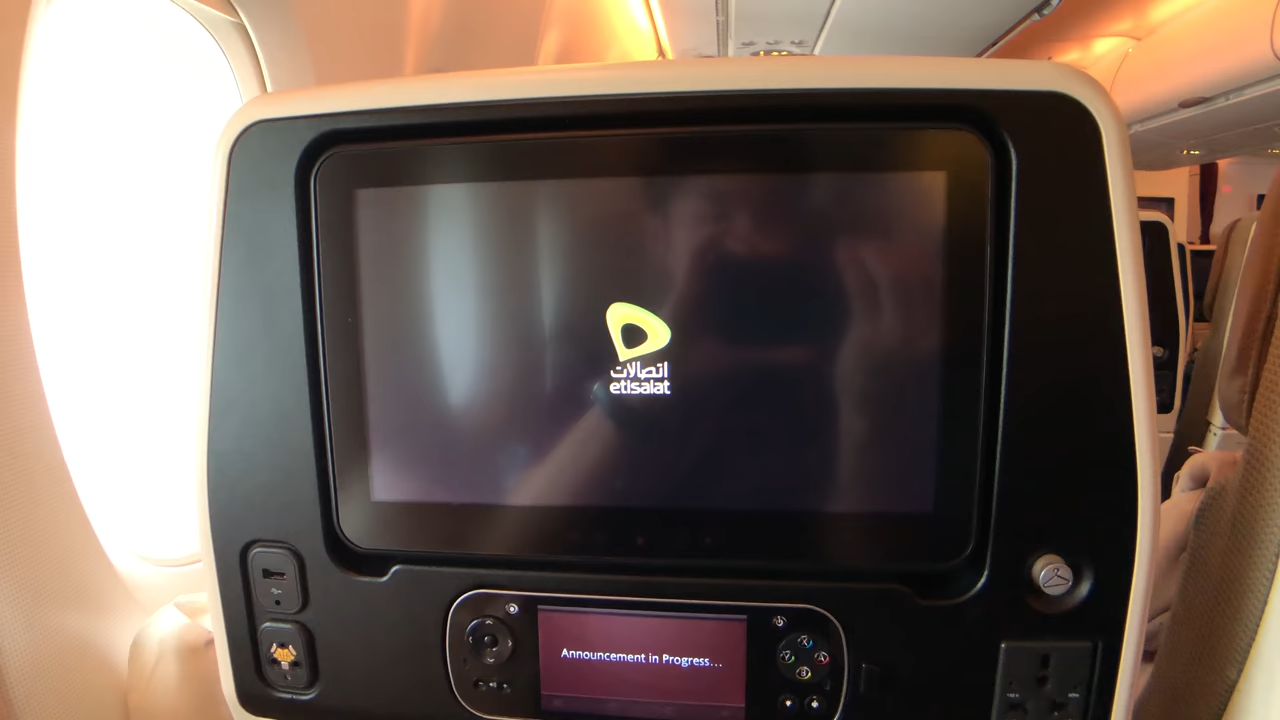 اتصالات
etisalat
Announcement in Progress...
X
Y
A
B